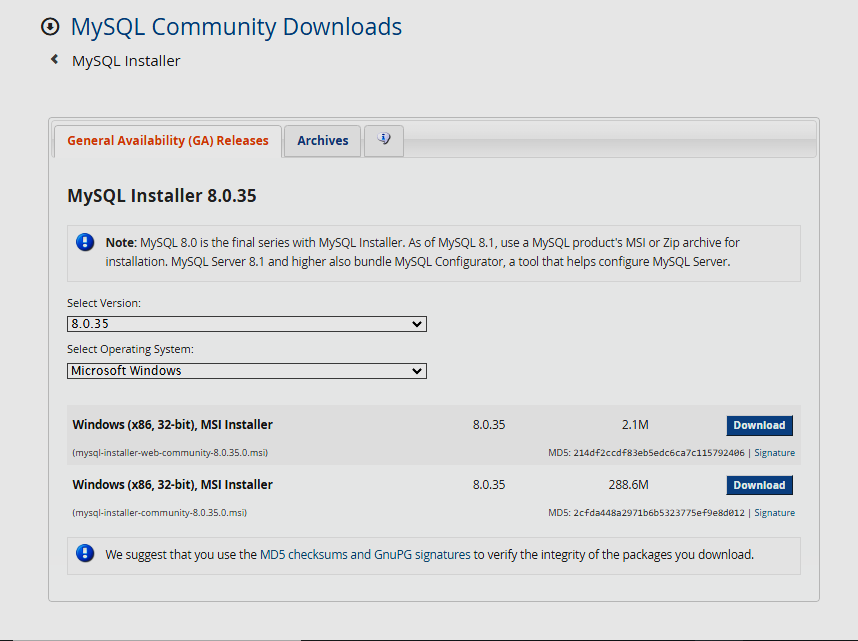 MySQL Community Downloads
MySQL Installer
General Availability (GA) Releases
Archives
MySQL Installer 8.0.35
Note: MySQL 8.0 is the final series with MySQL Installer. As of MySQL 8.1, use a MySQL product's MSI or Zip archive for
installation. MySQL Server 8.1 and higher also bundle MySQL Configurator, a tool that helps configure MySQL Server.
Select Version:
8.0.35
Select Operating System:
Microsoft Windows
Windows (x86, 32-bit), MSI Installer 8.0.35 2.1M Download
(mysql-installer-web-community-8.0.35.0.msi) MD5: 214df2ccdf83eb5edc6ca7c115792406 | Signature
Windows (x86, 32-bit), MSI Installer 8.0.35 288.6M Download
(mysql-installer-community-8.0.35.0.msi) MD5: 2cfda448a2971b6b5323775ef9e8d012 | Signature
We suggest that you use the MD5 checksums and GnuPG signatures to verify the integrity of the packages you download.